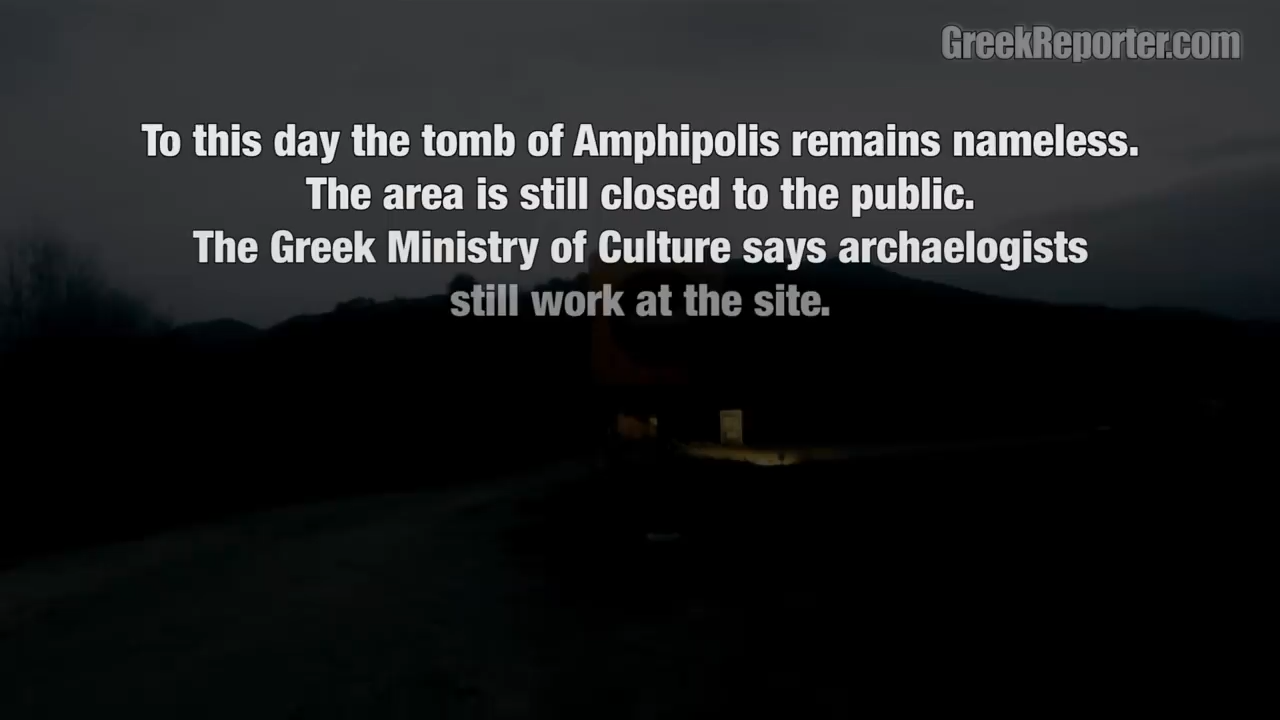 GreekReporter.com
To this day the tomb of Amphipolis remains nameless.
The area is still closed to the public.
The Greek Ministry of Culture says archaelogists
still work at the site.